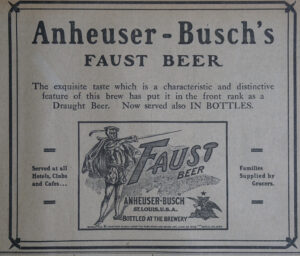 Anheuser-Busch's
FAUST BEER
The exquisite taste which is a characteristic and distinctive
feature of this brew has put it in the front rank as a
Draught Beer. Now served also IN BOTTLES.
Served at all
Hotels, Clubs
and Cafes...
FAUST
BEER
ANHEUSER-BUSCH
ST. LOUIS, U.S.A.
BOTTLED AT THE BREWERY
Families
Supplied by
Grocers.